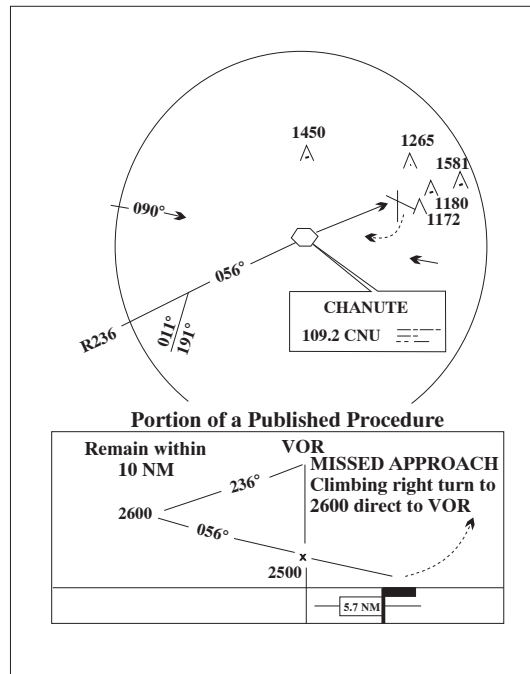 1450
1265
1581
1180
1172
090°
056°
R236
011°
191°
CHANUTE
109.2 CNU
Portion of a Published Procedure
Remain within
10 NM
VOR
MISSED APPROACH
Climbing right turn to
2600 direct to VOR
236°
2600
056°
x
2500
5.7 NM